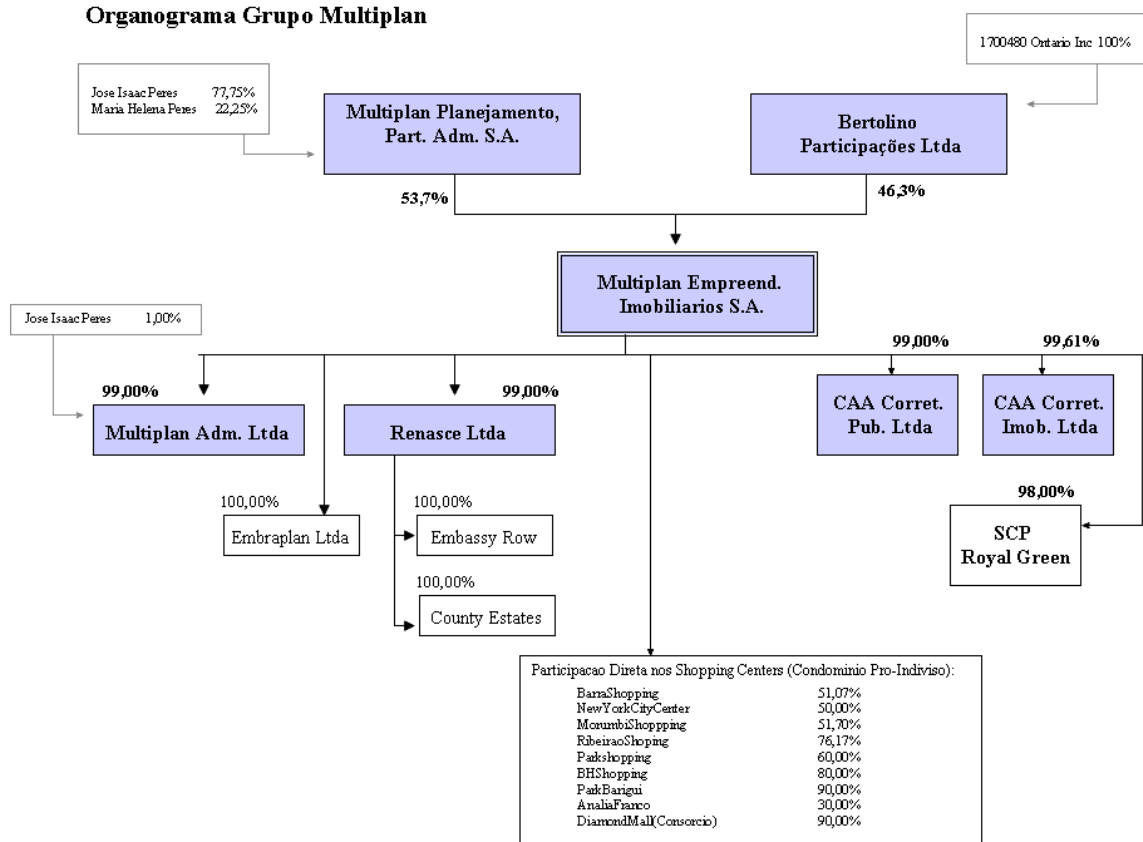 Organograma Grupo Multiplan
1700480 Ontario Inc 100%
Jose Isaac Peres 77,75%
Maria Helena Peres 22,25%
Multiplan Planejamento,
Part. Adm. S.A.
Bertolino
Participações Ltda
53,7%
46,3%
Multiplan Empreend.
Imobiliarios S.A.
Jose Isaac Peres 1,00%
99,00%
99,00%
99,00%
99,61%
Multiplan Adm. Ltda
Renasce Ltda
CAA Corret.
Pub. Ltda
CAA Corret.
Imob. Ltda
100,00%
Embraplan Ltda
100,00%
Embassy Row
100,00%
County Estates
98,00%
SCP
Royal Green
Participacao Direta nos Shopping Centers (Condominio Pro-Indiviso):
BarraShopping 51,07%
NewYorkCityCenter 50,00%
MorumbiShoppping 51,70%
RibeiraoShoping 76,17%
Parkshopping 60,00%
BHShopping 80,00%
ParkBarigui 90,00%
AnaliaFranco 30,00%
DiamondMall(Consorcio) 90,00%